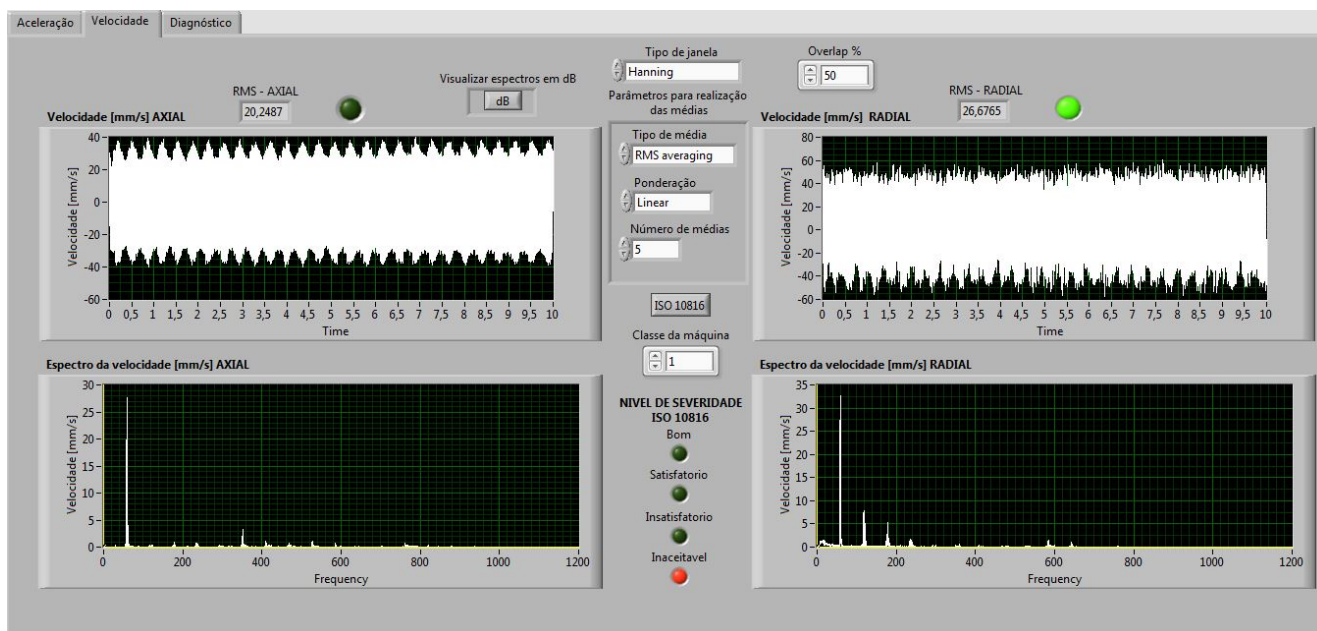 Aceleração Velocidade Diagnóstico
Tipo de janela
Hanning
Overlap %
50
Visualizar espectros em dB
dB
RMS - AXIAL
20,2487
RMS - RADIAL
26,6765
Parâmetros para realização
das médias
Tipo de média
RMS averaging
Ponderação
Linear
Número de médias
5
Velocidade [mm/s] AXIAL
Velocidade [mm/s]
40
20
0
-20
-40
-60
0 0,5 1 1,5 2 2,5 3 3,5 4 4,5 5 5,5 6 6,5 7 7,5 8 8,5 9 9,5 10
Time
Velocidade [mm/s] RADIAL
Velocidade [mm/s]
80
60
40
20
0
-20
-40
-60
0 0,5 1 1,5 2 2,5 3 3,5 4 4,5 5 5,5 6 6,5 7 7,5 8 8,5 9 9,5 10
Time
ISO 10816
Classe da máquina
1
Espectro da velocidade [mm/s] AXIAL
Velocidade [mm/s]
30
25
20
15
10
5
0
0 200 400 600 800 1000 1200
Frequency
NIVEL DE SEVERIDADE
ISO 10816
Bom
Satisfatorio
Insatisfatorio
Inaceitavel
Espectro da velocidade [mm/s] RADIAL
Velocidade [mm/s]
35
30
25
20
15
10
5
0
0 200 400 600 800 1000 1200
Frequency